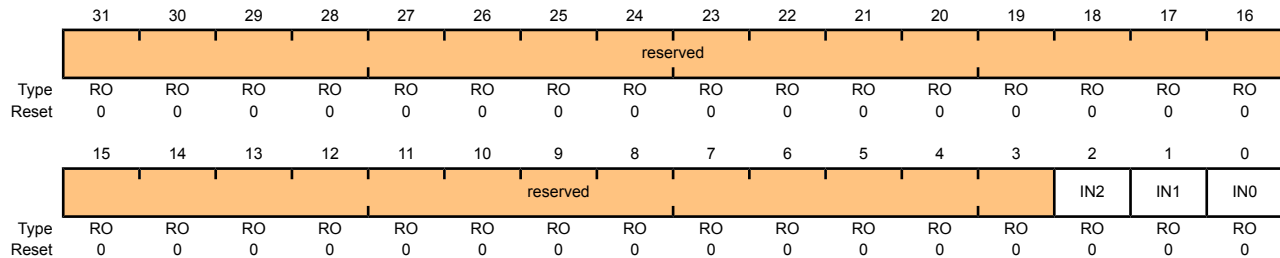 31 30 29 28 27 26 25 24 23 22 21 20 19 18 17 16
reserved
Type RO RO RO RO RO RO RO RO RO RO RO RO RO RO RO RO
Reset 0 0 0 0 0 0 0 0 0 0 0 0 0 0 0 0
15 14 13 12 11 10 9 8 7 6 5 4 3 2 1 0
reserved IN2 IN1 IN0
Type RO RO RO RO RO RO RO RO RO RO RO RO RO RO RO RO
Reset 0 0 0 0 0 0 0 0 0 0 0 0 0 0 0 0